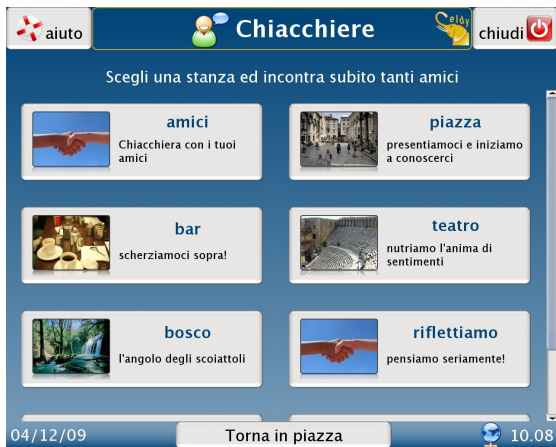 aiuto
Chiacchiere
Eldy
chiudi
Scegli una stanza ed incontra subito tanti amici
amici
Chiacchiera con i tuoi
amici
piazza
presentiamoci e iniziamo
a conoscerci
bar
scherziamoci sopra!
teatro
nutriamo l'anima di
sentimenti
bosco
l'angolo degli scoiattoli
riflettiamo
pensiamo seriamente!
04/12/09
Torna in piazza
10.08